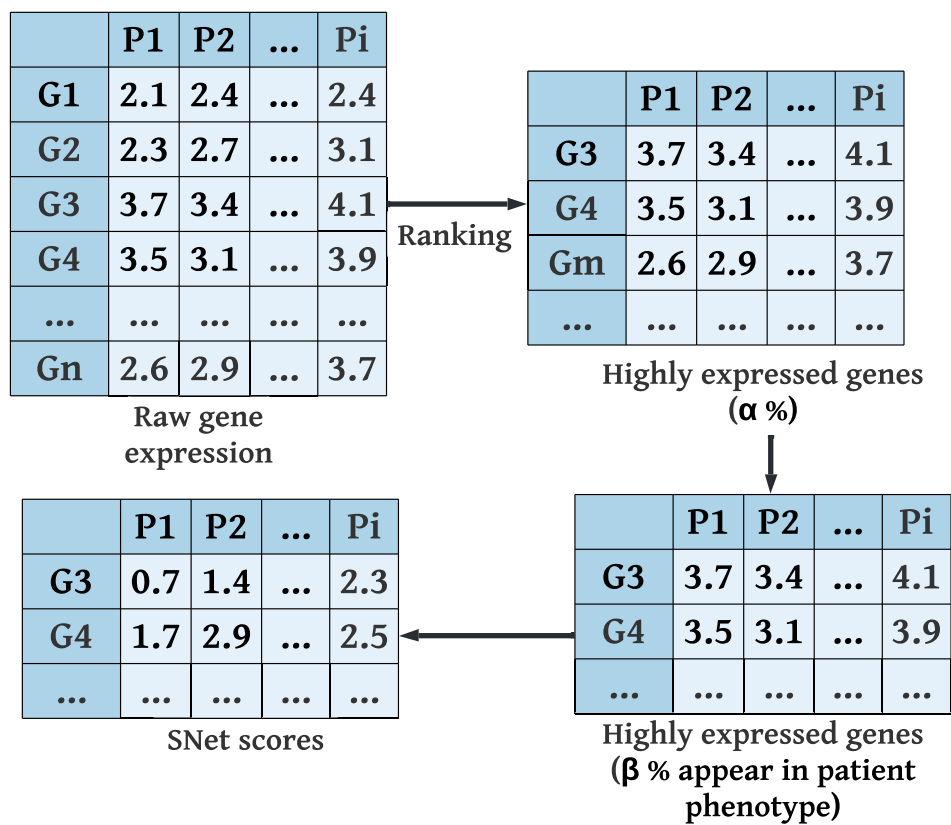 P1 P2 ... Pi
G1 2.1 2.4 ... 2.4
G2 2.3 2.7 ... 3.1
G3 3.7 3.4 ... 4.1
G4 3.5 3.1 ... 3.9
... ... ... ... ...
Gn 2.6 2.9 ... 3.7
Raw gene
expression
Ranking
P1 P2 ... Pi
G3 3.7 3.4 ... 4.1
G4 3.5 3.1 ... 3.9
Gm 2.6 2.9 ... 3.7
... ... ... ... ...
Highly expressed genes
(α %)
P1 P2 ... Pi
G3 3.7 3.4 ... 4.1
G4 3.5 3.1 ... 3.9
... ... ... ... ...
Highly expressed genes
(β % appear in patient
phenotype)
P1 P2 ... Pi
G3 0.7 1.4 ... 2.3
G4 1.7 2.9 ... 2.5
... ... ... ... ...
SNet scores